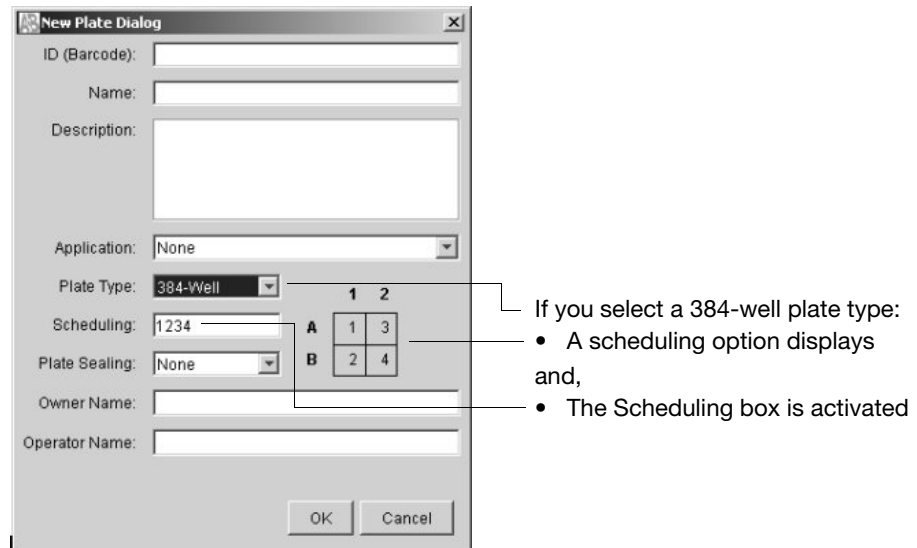 New Plate Dialog
ID (Barcode):
Name:
Description:
Application: None
Plate Type: 384-Well
1 2
Scheduling: 1234
A 1 3
B 2 4
Plate Sealing: None
Owner Name:
Operator Name:
OK Cancel
If you select a 384-well plate type:
• A scheduling option displays
and,
• The Scheduling box is activated